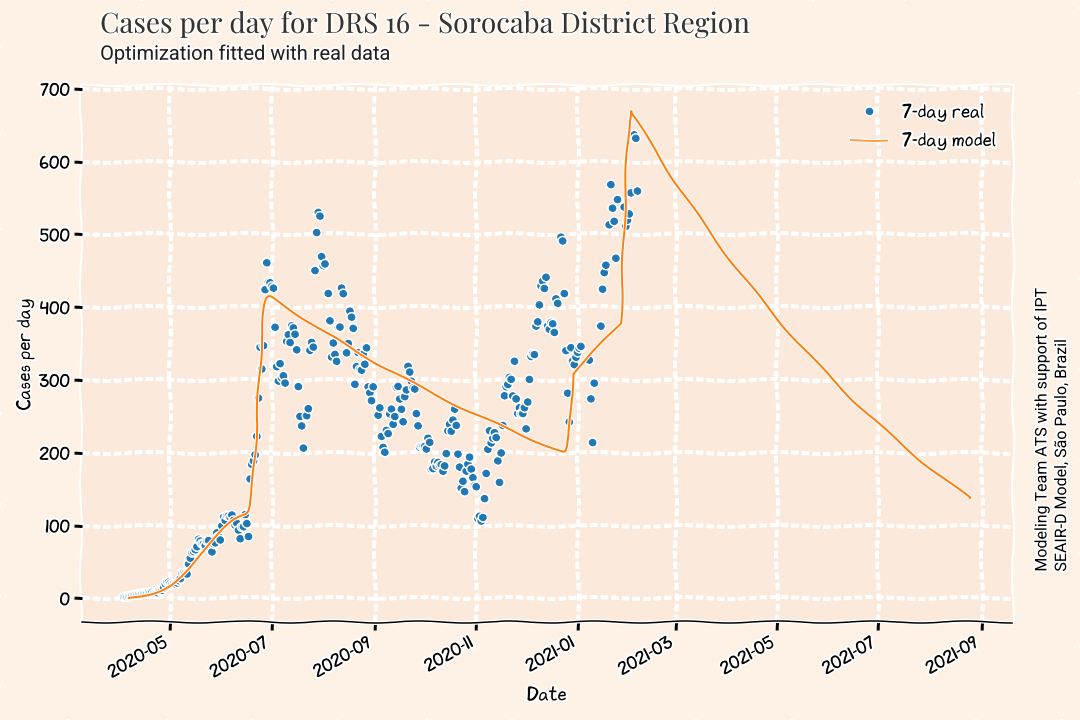 Cases per day for DRS 16 - Sorocaba District Region
Optimization fitted with real data
700
600
500
400
300
200
100
0
Cases per day
7-day real
7-day model
2020-05
2020-07
2020-09
2020-11
2021-01
2021-03
2021-05
2021-07
2021-09
Date
Modeling Team ATS with support of IPT
SEAIR-D Model, São Paulo, Brazil